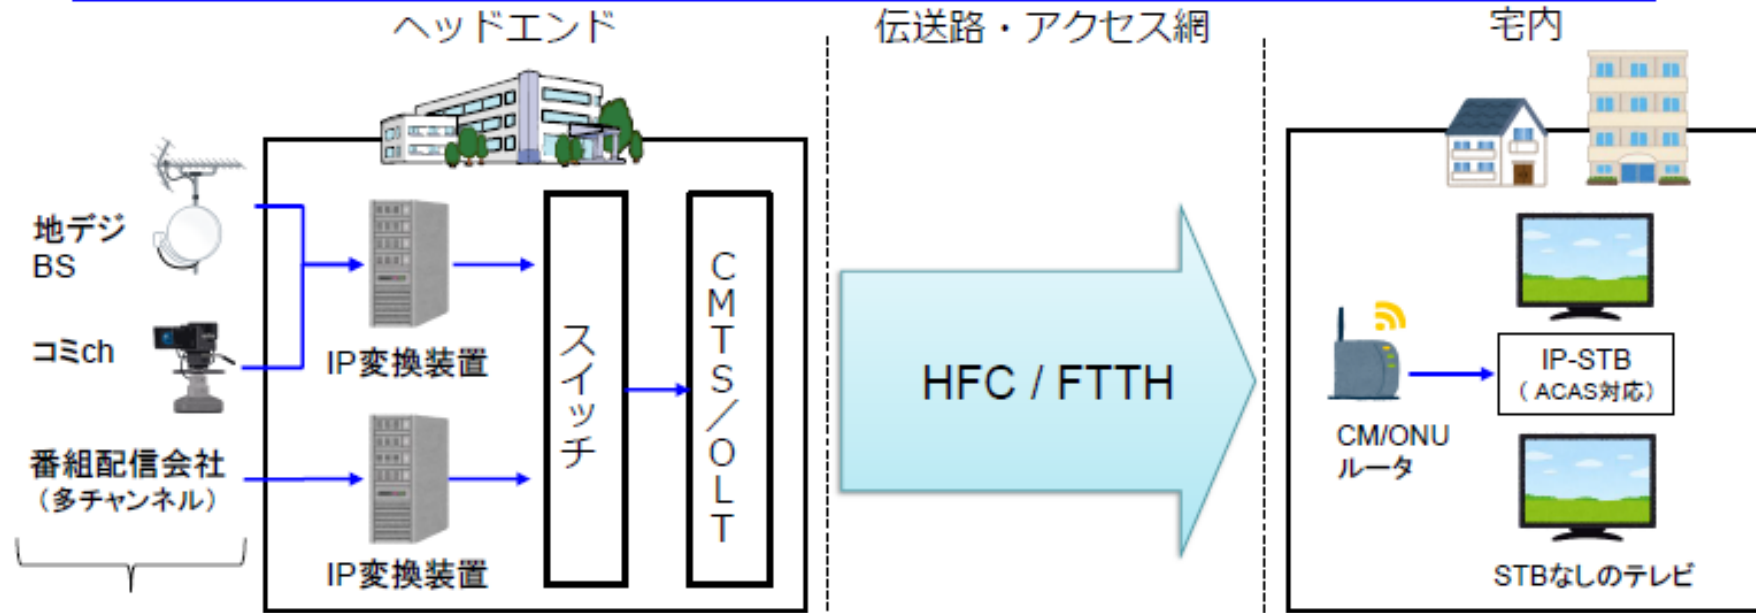 ヘッドエンド
伝送路・アクセス網
宅内
地デジ
BS
コミch
番組配信会社
（多チャンネル）
IP変換装置
IP変換装置
スイッチ
CMTS／OLT
HFC / FTTH
CM/ONU
ルータ
IP-STB
（ ACAS対応）
STBなしのテレビ